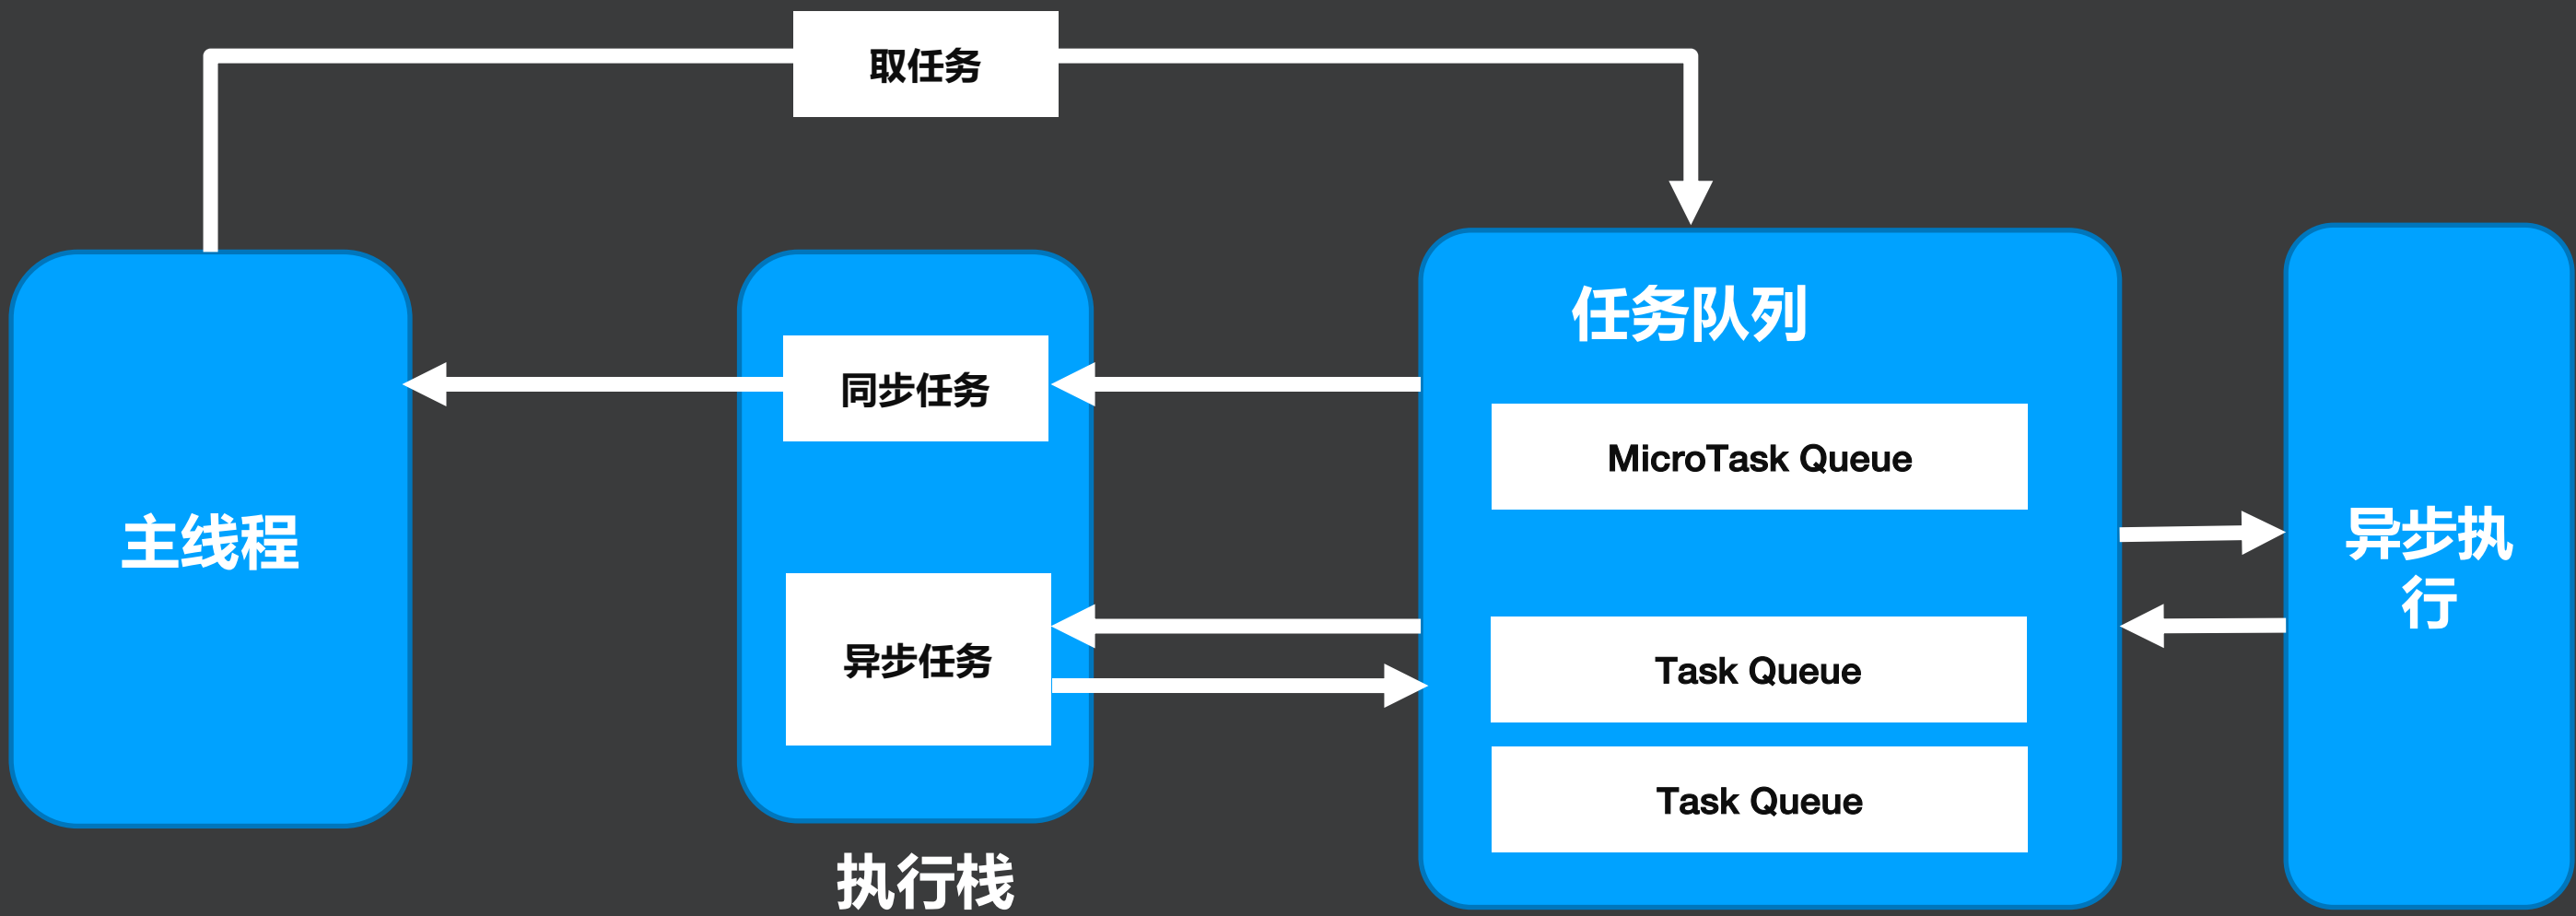 取任务
主线程
同步任务
异步任务
执行栈
任务队列
MicroTask Queue
Task Queue
Task Queue
异步执
行